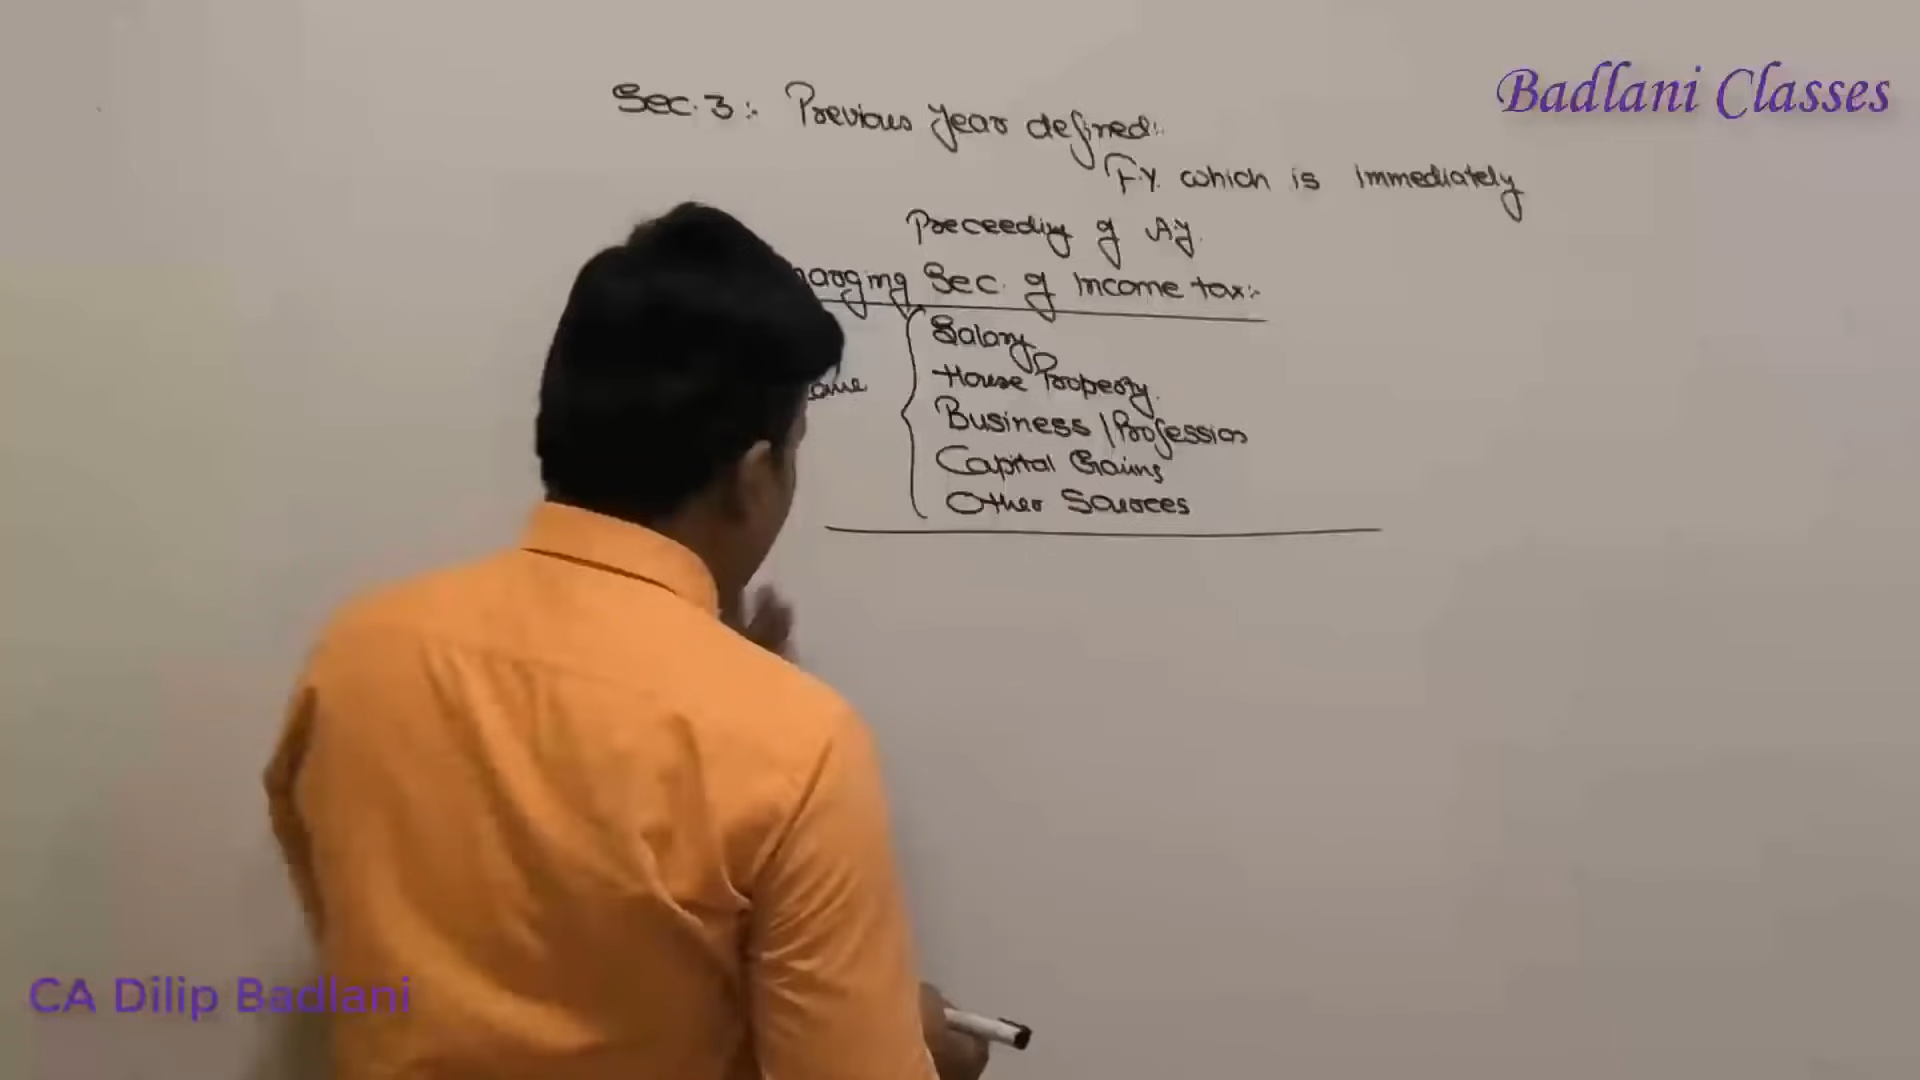 Badlani Classes
Sec. 3:- Previous Year defined:-
F.Y. which is immediately
Preceeding of AY.
Sec. of Income tax:-
Salary
House Property.
Business / Profession
Capital Gains
Other Sources
CA Dilip Badlani